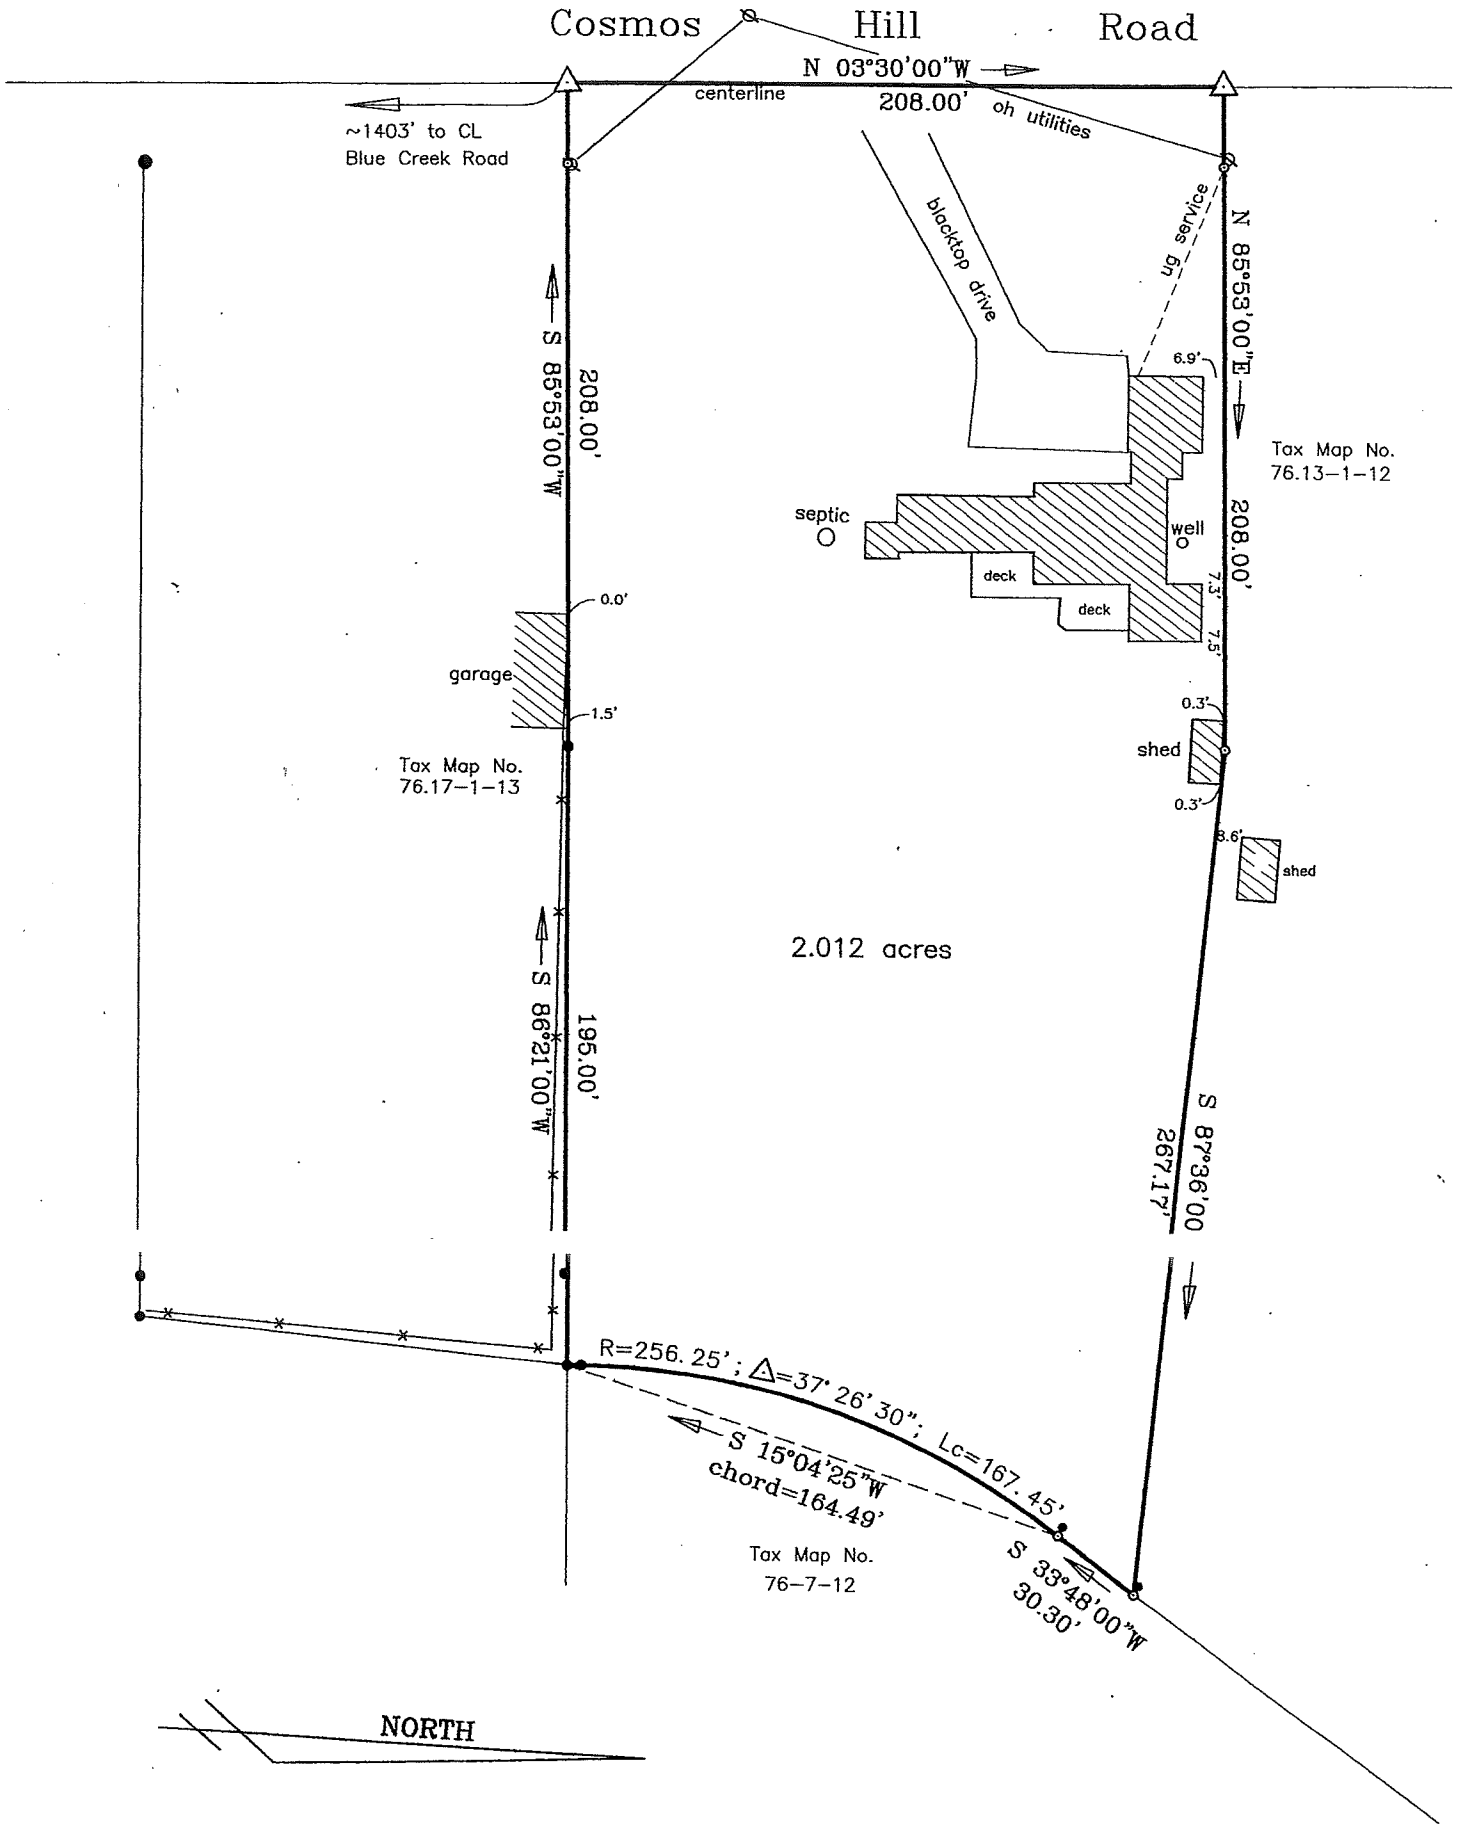 Cosmos Hill Road
N 03°30'00"W
centerline
208.00'
oh utilities
~1403' to CL
Blue Creek Road
blacktop drive
ug service
N 85°53'00"E
208.00'
S 85°53'00"W
208.00'
6.9'
Tax Map No.
76.13-1-12
septic
well
deck
deck
7.3'
7.5'
0.0'
garage
1.5'
0.3'
shed
0.3'
Tax Map No.
76.17-1-13
8.6'
shed
2.012 acres
S 86°21'00"W
195.00'
S 87°36'00
267.17'
R=256.25'; △=37°26'30"; Lc=167.45'
S 15°04'25"W
chord=164.49'
Tax Map No.
76-7-12
S 33°48'00"W
30.30'
NORTH